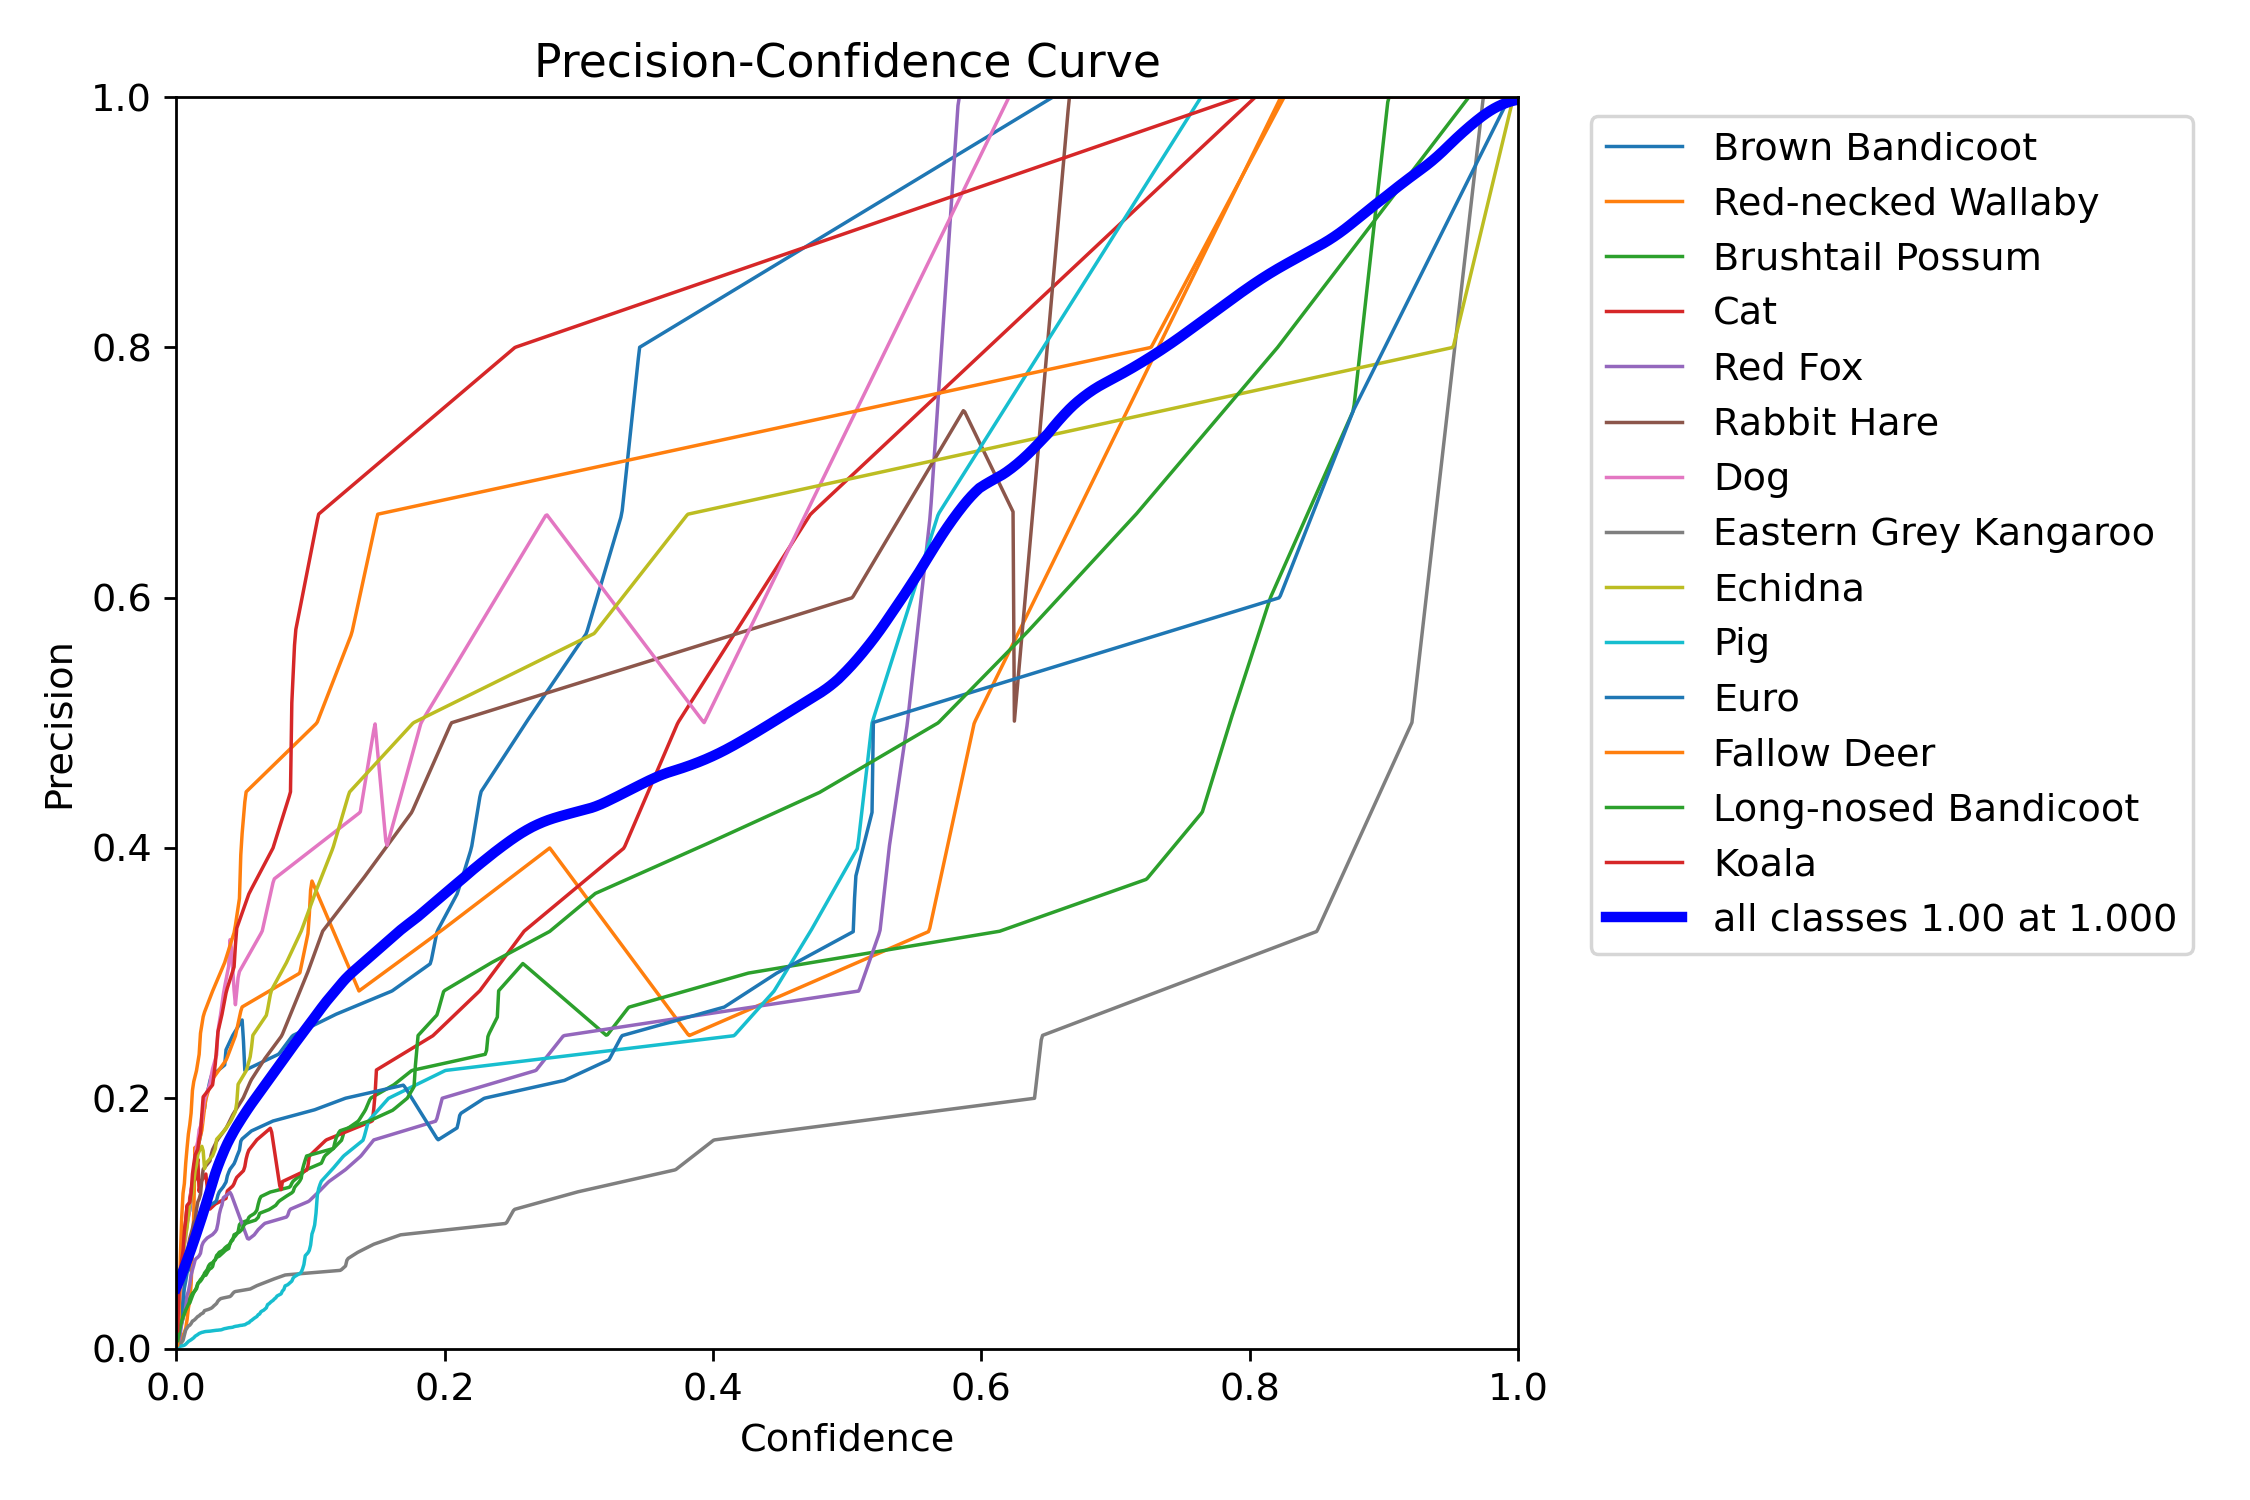 Precision-Confidence Curve
1.0
0.8
0.6
0.4
0.2
0.0
Precision
0.0 0.2 0.4 0.6 0.8 1.0
Confidence
Brown Bandicoot
Red-necked Wallaby
Brushtail Possum
Cat
Red Fox
Rabbit Hare
Dog
Eastern Grey Kangaroo
Echidna
Pig
Euro
Fallow Deer
Long-nosed Bandicoot
Koala
all classes 1.00 at 1.000